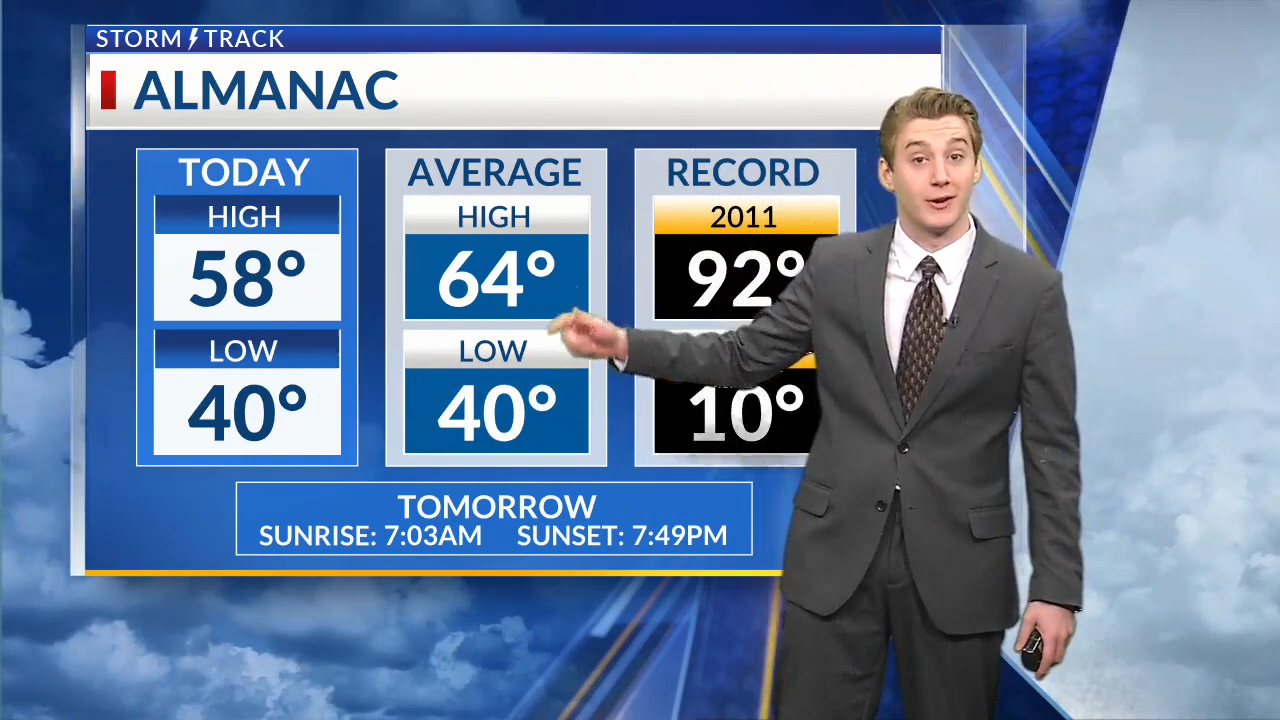 STORM TRACK
ALMANAC
TODAY
HIGH
58°
LOW
40°
AVERAGE
HIGH
64°
LOW
40°
RECORD
2011
92°
10°
TOMORROW
SUNRISE: 7:03AM SUNSET: 7:49PM